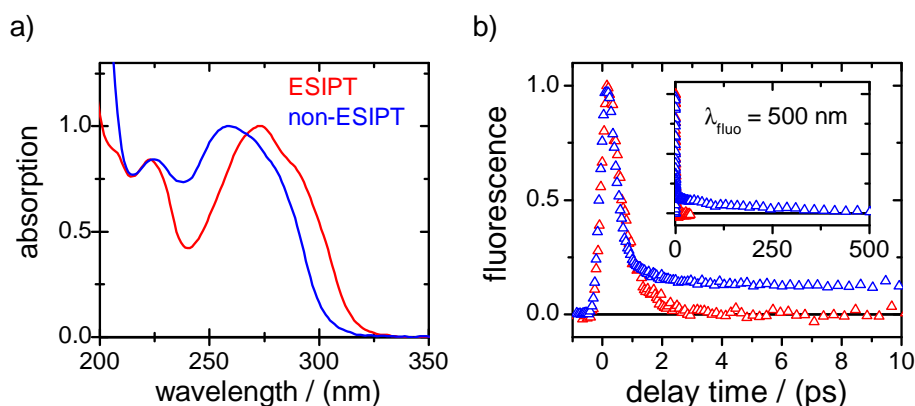 a)
ESIPT
non-ESIPT
1.0
0.5
0.0
200 250 300 350
absorption
wavelength / (nm)
b)
λfluo = 500 nm
0 250 500
1.0
0.5
0.0
0 2 4 6 8 10
fluorescence
delay time / (ps)